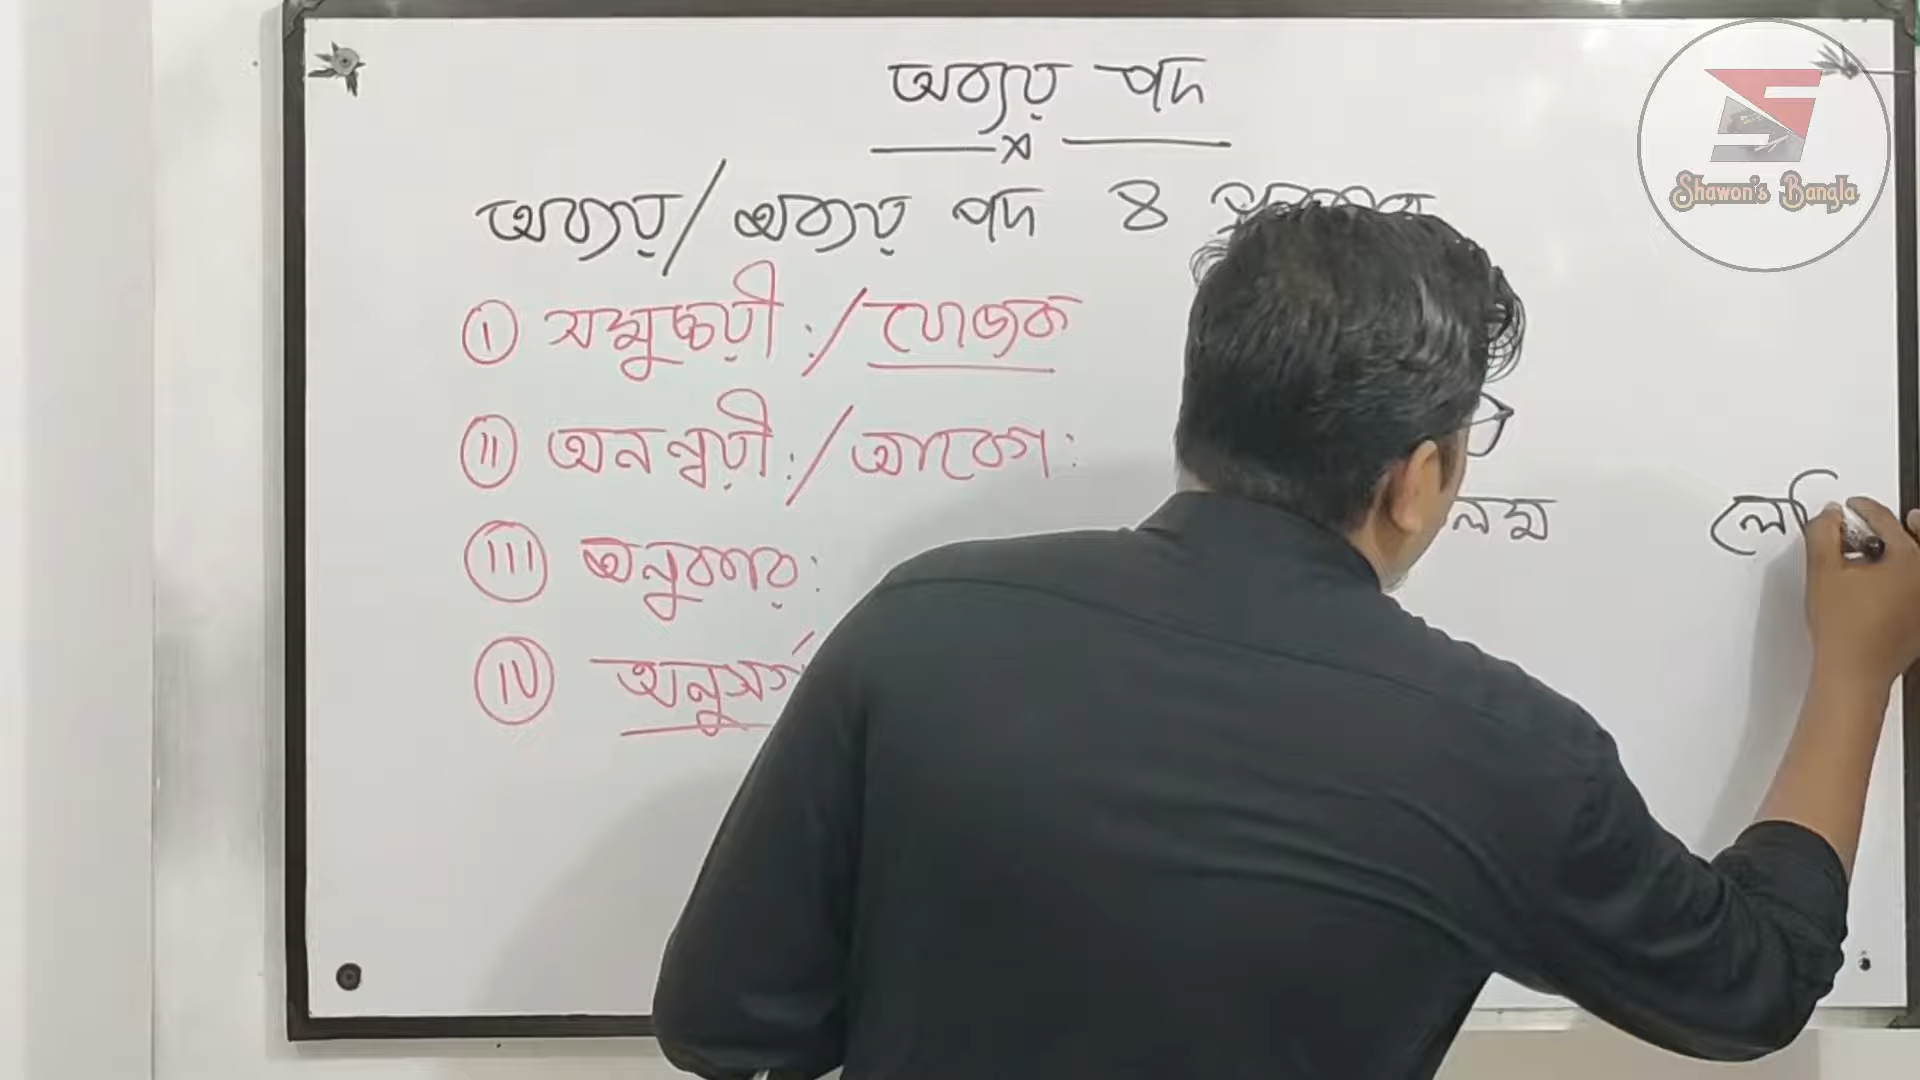 অব্যয় পদ
অব্যয়/অব্যয় পদ ৪ প্রকার
I সমুচ্চয়ী:/যোজক
II অনন্বয়ী:/আবেগ:
III অনুকার:
IV অনুসর্গ
Shawon's Bangla